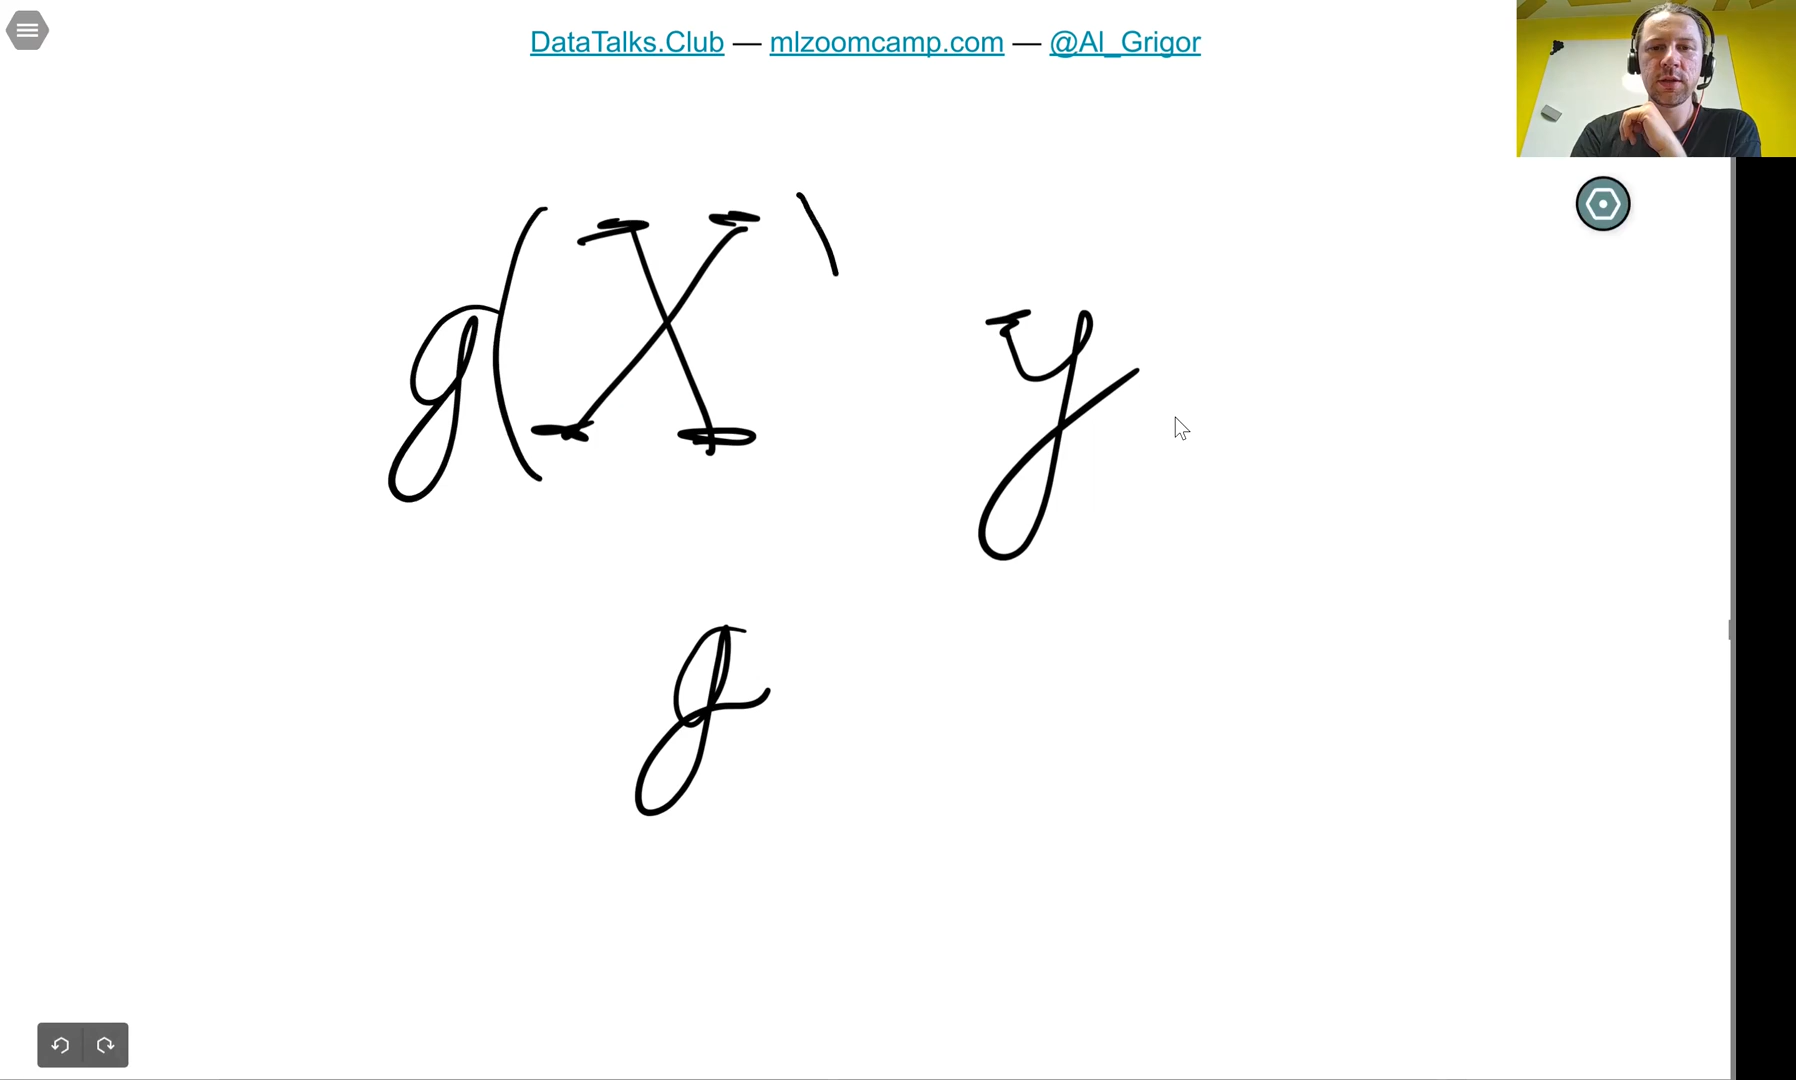 DataTalks.Club — mlzoomcamp.com — @Al_Grigor
g(X) y
g